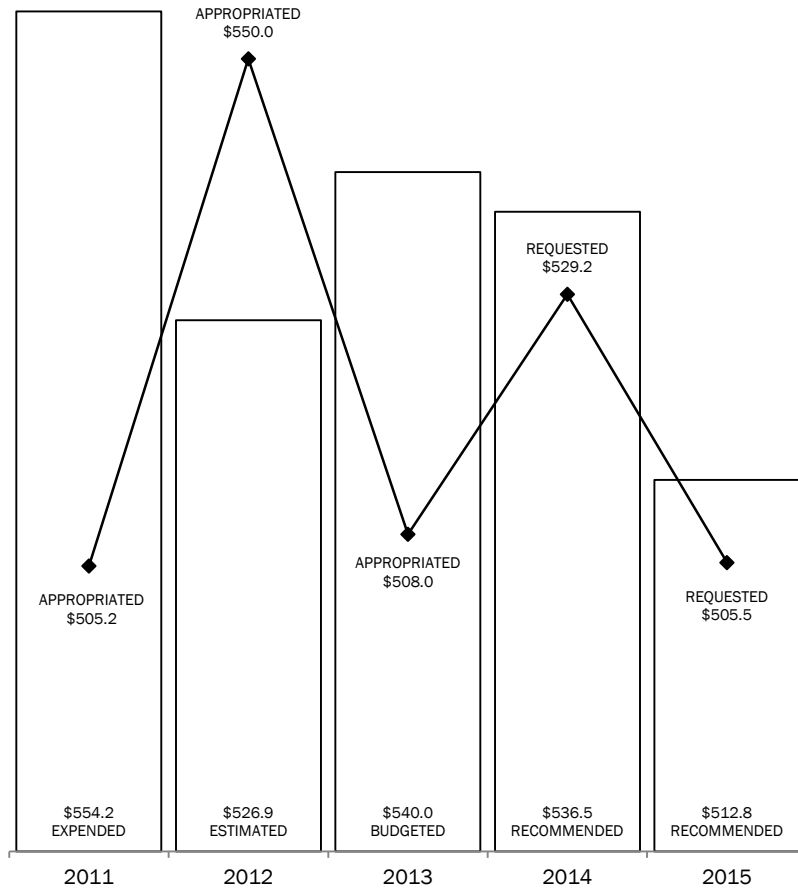 APPROPRIATED
$550.0
REQUESTED
$529.2
APPROPRIATED
$508.0
APPROPRIATED
$505.2
REQUESTED
$505.5
$554.2
EXPENDED
$526.9
ESTIMATED
$540.0
BUDGETED
$536.5
RECOMMENDED
$512.8
RECOMMENDED
2011
2012
2013
2014
2015